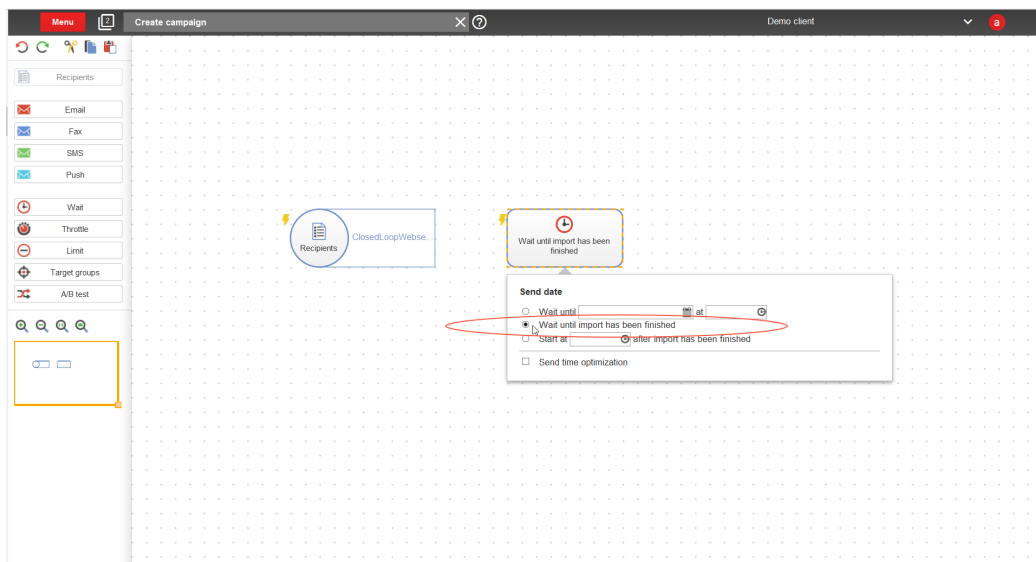 Menu
2
Create campaign
Demo client
a
Recipients
Email
Fax
SMS
Push
Wait
Throttle
Limit
Target groups
A/B test
Recipients
ClosedLoopWebse...
Wait until import has been
finished
Send date
Wait until at
Wait until import has been finished
Start at after import has been finished
Send time optimization